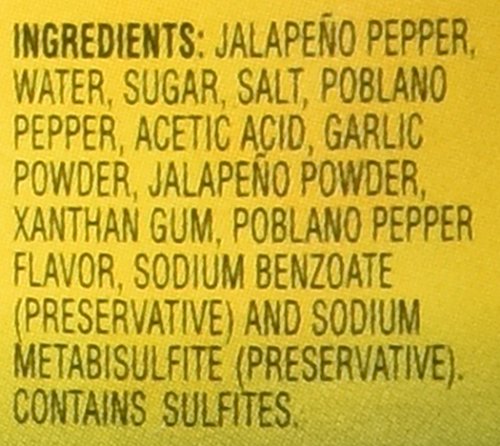 INGREDIENTS: JALAPEÑO PEPPER,
WATER, SUGAR, SALT, POBLANO
PEPPER, ACETIC ACID, GARLIC
POWDER, JALAPEÑO POWDER,
XANTHAN GUM, POBLANO PEPPER
FLAVOR, SODIUM BENZOATE
(PRESERVATIVE) AND SODIUM
METABISULFITE (PRESERVATIVE).
CONTAINS SULFITES.